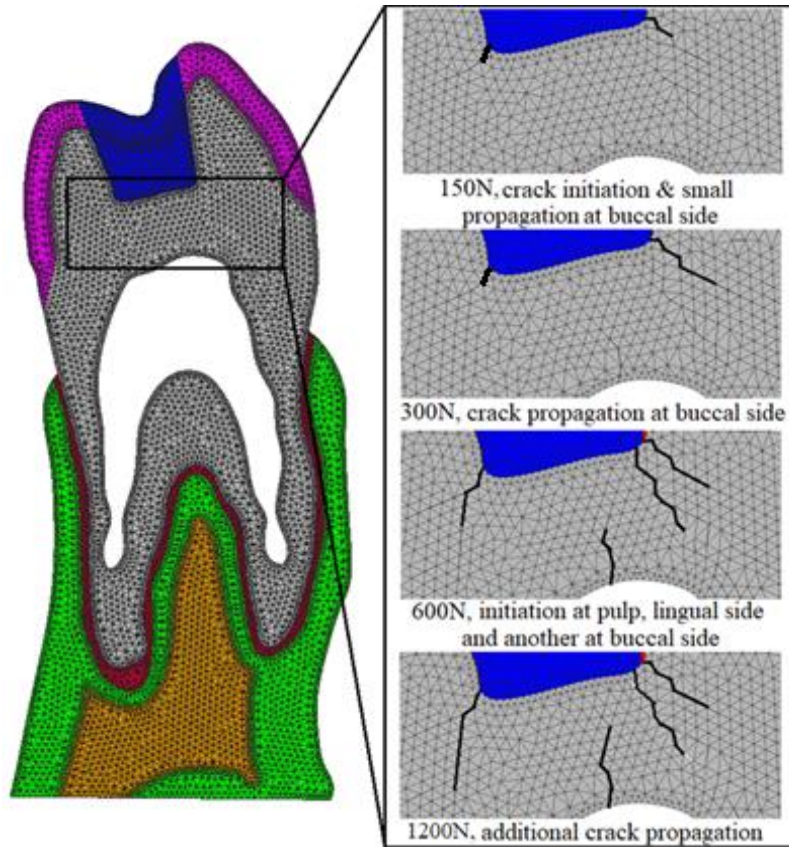 150N, crack initiation & small
propagation at buccal side
300N, crack propagation at buccal side
600N, initiation at pulp, lingual side
and another at buccal side
1200N, additional crack propagation